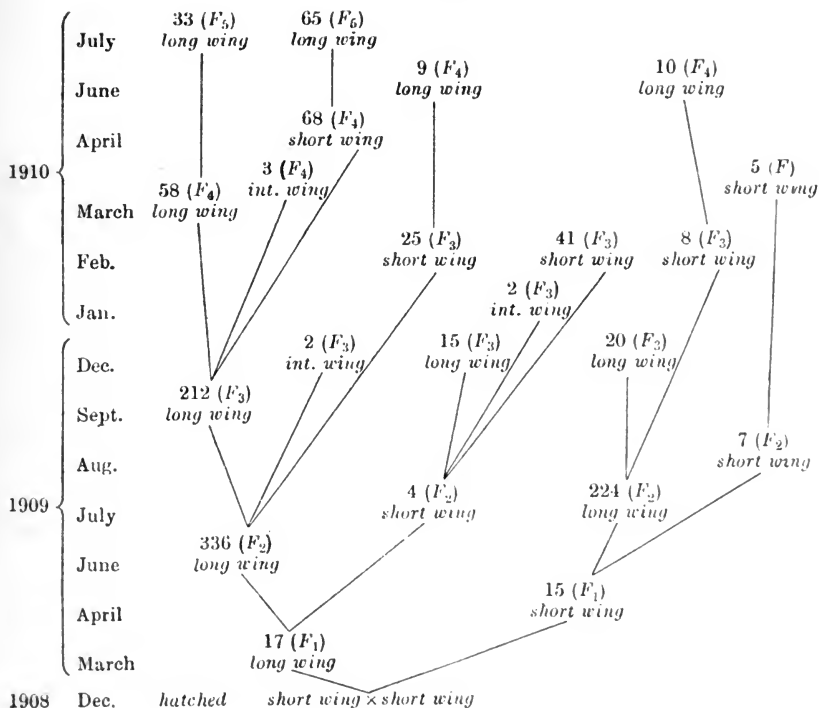 33 (F₅) 65 (F₅)
July long wing long wing
9 (F₄) 10 (F₄)
June long wing long wing
68 (F₄)
April short wing
1910 3 (F₄) 5 (F)
58 (F₄) int. wing short wing
March long wing
25 (F₃) 41 (F₃) 8 (F₃)
Feb. short wing short wing short wing
2 (F₃)
Jan. int. wing
2 (F₃) 15 (F₃) 20 (F₃)
Dec. int. wing long wing long wing
212 (F₃)
Sept. long wing
7 (F₂)
Aug. short wing
1909 4 (F₂) 224 (F₂)
July short wing long wing
336 (F₂)
June long wing
15 (F₁)
April short wing
17 (F₁)
March long wing
1908 Dec. hatched short wing × short wing